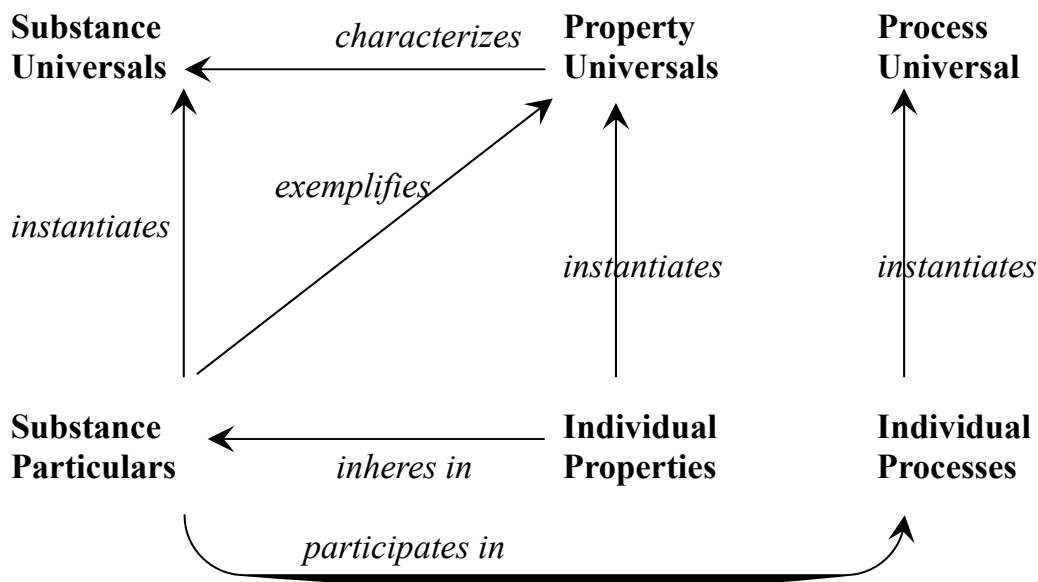 Substance
Universals
characterizes
Property
Universals
Process
Universal
exemplifies
instantiates
instantiates
instantiates
Substance
Particulars
inheres in
Individual
Properties
Individual
Processes
participates in